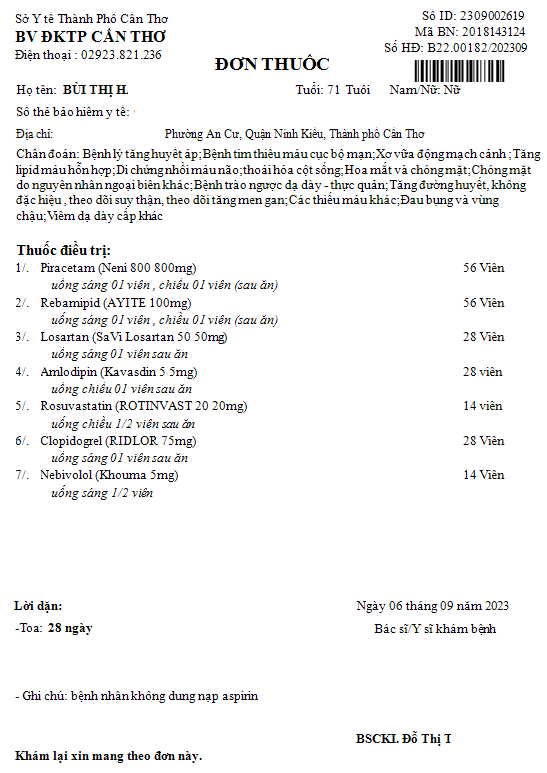 Sở Y tế Thành Phố Cần Thơ
BV ĐKTP CẦN THƠ
Điện thoại : 02923.821.236
Số ID: 2309002619
Mã BN: 2018143124
Số HĐ: B22.00182/202309
ĐƠN THUỐC
Họ tên: BÙI THỊ H. Tuổi: 71 Tuổi Nam/Nữ: Nữ
Số thẻ bảo hiểm y tế:
Địa chỉ: Phường An Cư, Quận Ninh Kiều, Thành phố Cần Thơ
Chẩn đoán: Bệnh lý tăng huyết áp;Bệnh tim thiếu máu cục bộ mạn;Xơ vữa động mạch cảnh ;Tăng
lipid máu hỗn hợp;Di chứng nhồi máu não;thoái hóa cột sống;Hoa mắt và chóng mặt;Chóng mặt
do nguyên nhân ngoại biên khác;Bệnh trào ngược dạ dày - thực quản;Tăng đường huyết, không
đặc hiệu , theo dõi suy thận, theo dõi tăng men gan;Các thiếu máu khác;Đau bụng và vùng
chậu;Viêm dạ dày cấp khác
Thuốc điều trị:
1/. Piracetam (Neni 800 800mg) 56 Viên
uống sáng 01 viên , chiều 01 viên (sau ăn)
2/. Rebamipid (AYITE 100mg) 56 Viên
uống sáng 01 viên , chiều 01 viên (sau ăn)
3/. Losartan (SaVi Losartan 50 50mg) 28 Viên
uống sáng 01 viên sau ăn
4/. Amlodipin (Kavasdin 5 5mg) 28 viên
uống chiều 01 viên sau ăn
5/. Rosuvastatin (ROTINVAST 20 20mg) 14 viên
uống chiều 1/2 viên sau ăn
6/. Clopidogrel (RIDLOR 75mg) 28 Viên
uống sáng 01 viên sau ăn
7/. Nebivolol (Khouma 5mg) 14 Viên
uống sáng 1/2 viên
Lời dặn: Ngày 06 tháng 09 năm 2023
-Toa: 28 ngày Bác sĩ/Y sĩ khám bệnh
- Ghi chú: bệnh nhân không dung nạp aspirin
BSCKI. Đỗ Thị T
Khám lại xin mang theo đơn này.